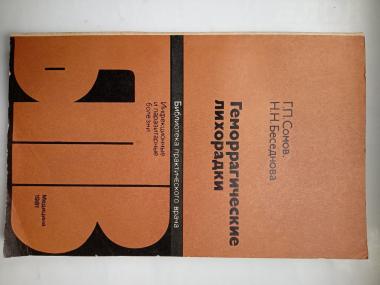 Г.П.Сомов,
Н.Н.Беседнова
Геморрагические
лихорадки
Библиотека практического врача
Инфекционные
и паразитарные
болезни
БПВ
Медицина
1981